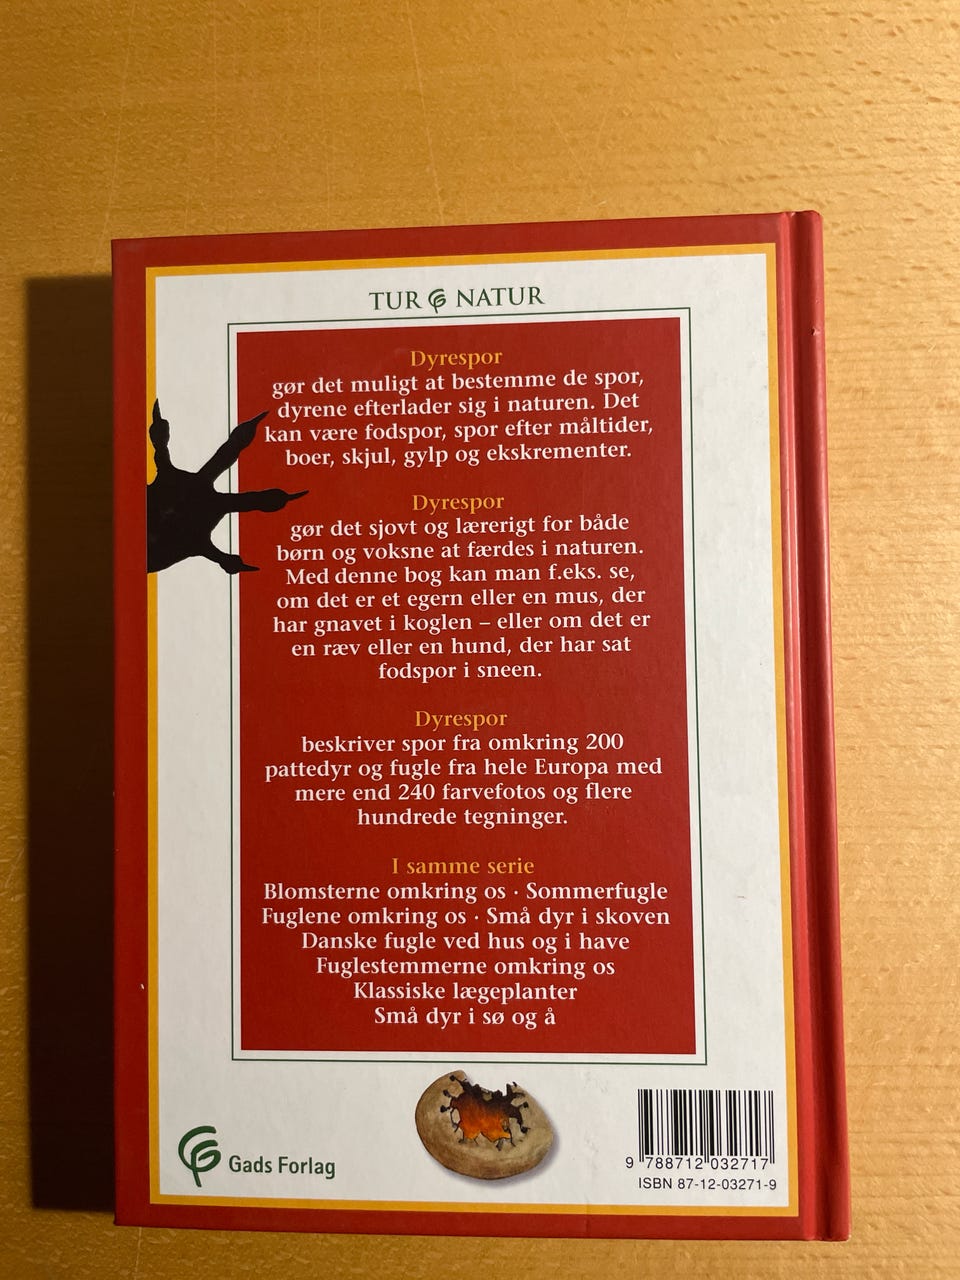 TUR NATUR
Dyrespor
gør det muligt at bestemme de spor,
dyrene efterlader sig i naturen. Det
kan være fodspor, spor efter måltider,
boer, skjul, gylp og ekskrementer.
Dyrespor
gør det sjovt og lærerigt for både
børn og voksne at færdes i naturen.
Med denne bog kan man f.eks. se,
om det er et egern eller en mus, der
har gnavet i koglen – eller om det er
en ræv eller en hund, der har sat
fodspor i sneen.
Dyrespor
beskriver spor fra omkring 200
pattedyr og fugle fra hele Europa med
mere end 240 farvefotos og flere
hundrede tegninger.
I samme serie
Blomsterne omkring os · Sommerfugle
Fuglene omkring os · Små dyr i skoven
Danske fugle ved hus og i have
Fuglestemmerne omkring os
Klassiske lægeplanter
Små dyr i sø og å
Gads Forlag
9 788712 032717
ISBN 87-12-03271-9